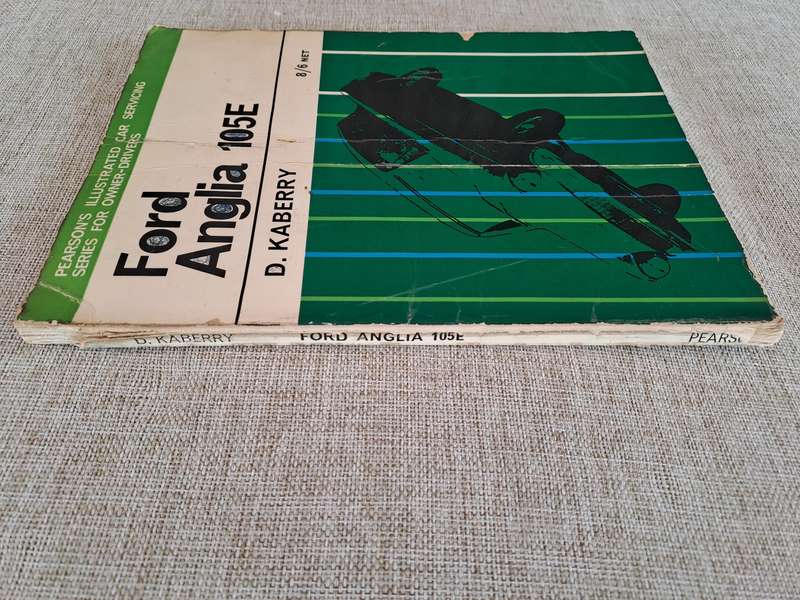 PEARSON'S ILLUSTRATED CAR SERVICING
SERIES FOR OWNER-DRIVERS
Ford
Anglia 105E
8/6 NET
D. KABERRY
D. KABERRY
FORD ANGLIA 105E
PEARS